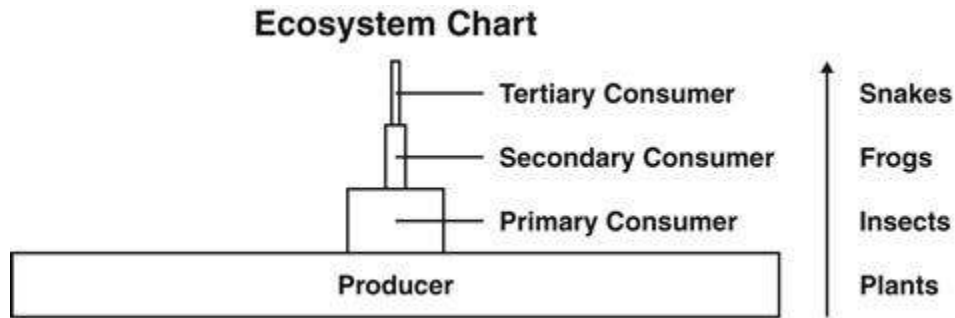 Ecosystem Chart
Tertiary Consumer
Snakes
Secondary Consumer
Frogs
Primary Consumer
Insects
Producer
Plants